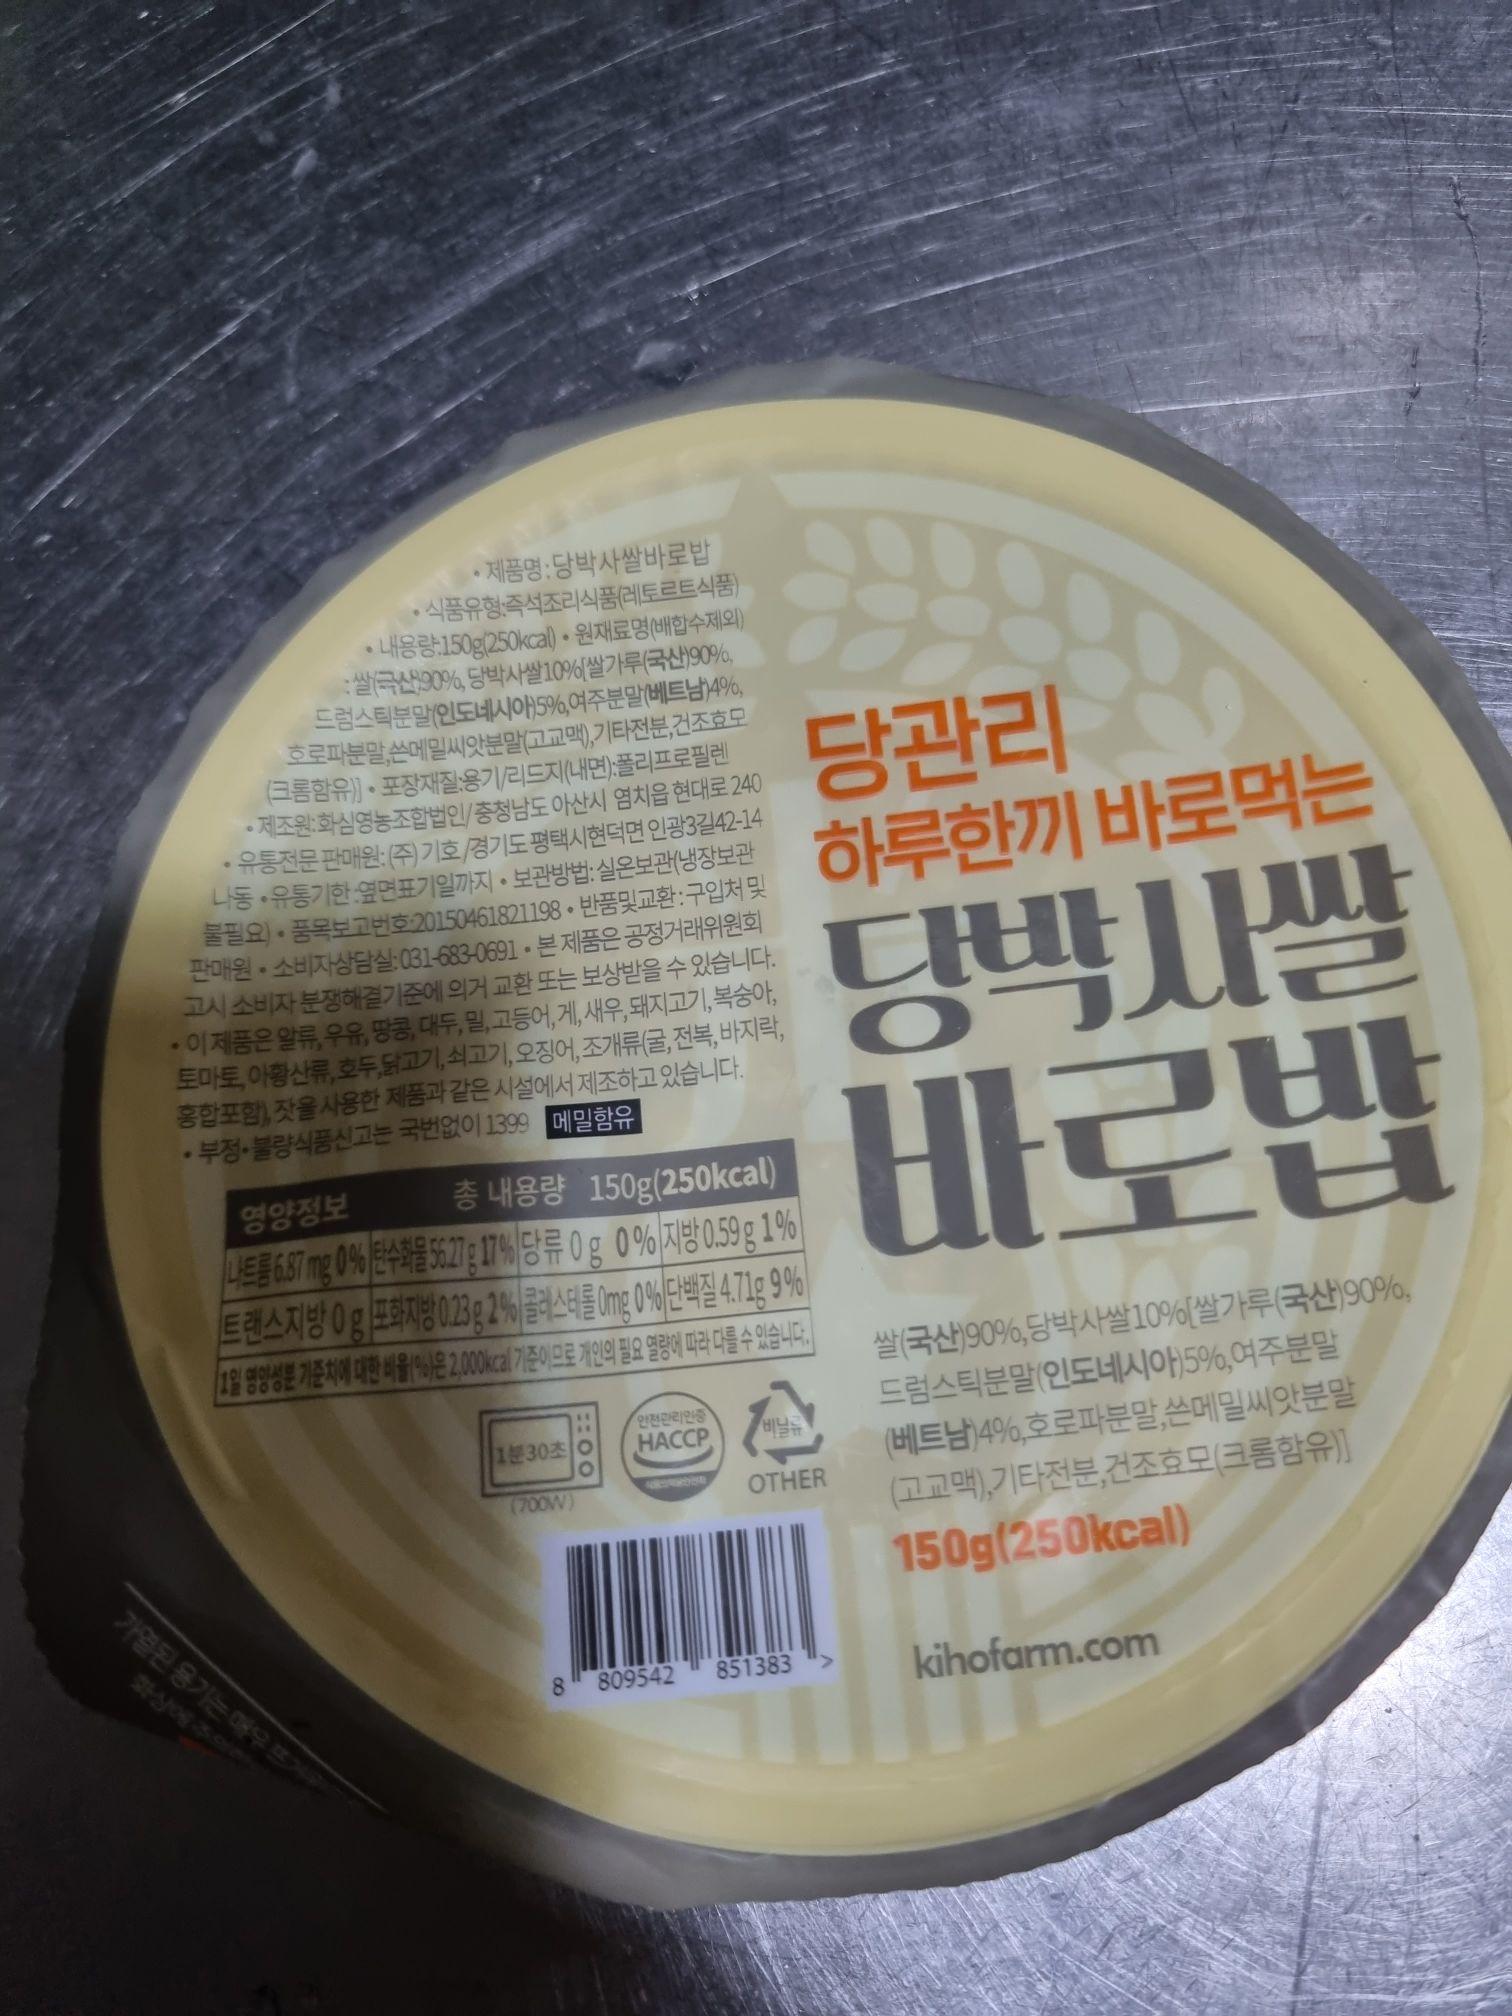 • 제품명:당박사쌀바로밥
• 식품유형:즉석조리식품(레토르트식품)
• 내용량:150g(250kcal) • 원재료명(배합수제외)
:쌀(국산)90%, 당박사쌀10%[쌀가루(국산)90%,
드럼스틱분말(인도네시아)5%,여주분말(베트남)4%,
호로파분말,쓴메밀씨앗분말(고교맥),기타전분,건조효모
(크롬함유)] • 포장재질:용기/리드지(내면):폴리프로필렌
• 제조원:화심영농조합법인/충청남도 아산시 염치읍 현대로 240
• 유통전문 판매원:(주)기호/경기도 평택시현덕면 인광3길42-14
나동 • 유통기한:옆면표기일까지 • 보관방법:실온보관(냉장보관
불필요) • 품목보고번호:20150461821198 • 반품및교환:구입처 및
판매원 • 소비자상담실:031-683-0691 • 본 제품은 공정거래위원회
고시 소비자 분쟁해결기준에 의거 교환 또는 보상받을 수 있습니다.
• 이 제품은 알류, 우유, 땅콩, 대두, 밀, 고등어, 게, 새우, 돼지고기, 복숭아,
토마토, 아황산류, 호두, 닭고기, 쇠고기, 오징어, 조개류(굴, 전복, 바지락,
홍합포함), 잣을 사용한 제품과 같은 시설에서 제조하고 있습니다.
• 부정•불량식품신고는 국번없이 1399 메밀함유
영양정보 총 내용량 150g(250kcal)
나트륨 6.87mg 0% 탄수화물 56.27g 17% 당류 0g 0% 지방 0.59g 1%
트랜스지방 0g 포화지방 0.23g 2% 콜레스테롤 0mg 0% 단백질 4.71g 9%
1일 영양성분 기준치에 대한 비율(%)은 2,000kcal 기준이므로 개인의 필요 열량에 따라 다를 수 있습니다.
1분30초
(700W)
안전관리인증
HACCP
비닐류
OTHER
8 809542 851383 >
당관리
하루한끼 바로먹는
당박사쌀
바로밥
쌀(국산)90%,당박사쌀10%[쌀가루(국산)90%,
드럼스틱분말(인도네시아)5%,여주분말
(베트남)4%,호로파분말,쓴메밀씨앗분말
(고교맥),기타전분,건조효모(크롬함유)]
150g(250kcal)
kihofarm.com
가열된 용기는 매우